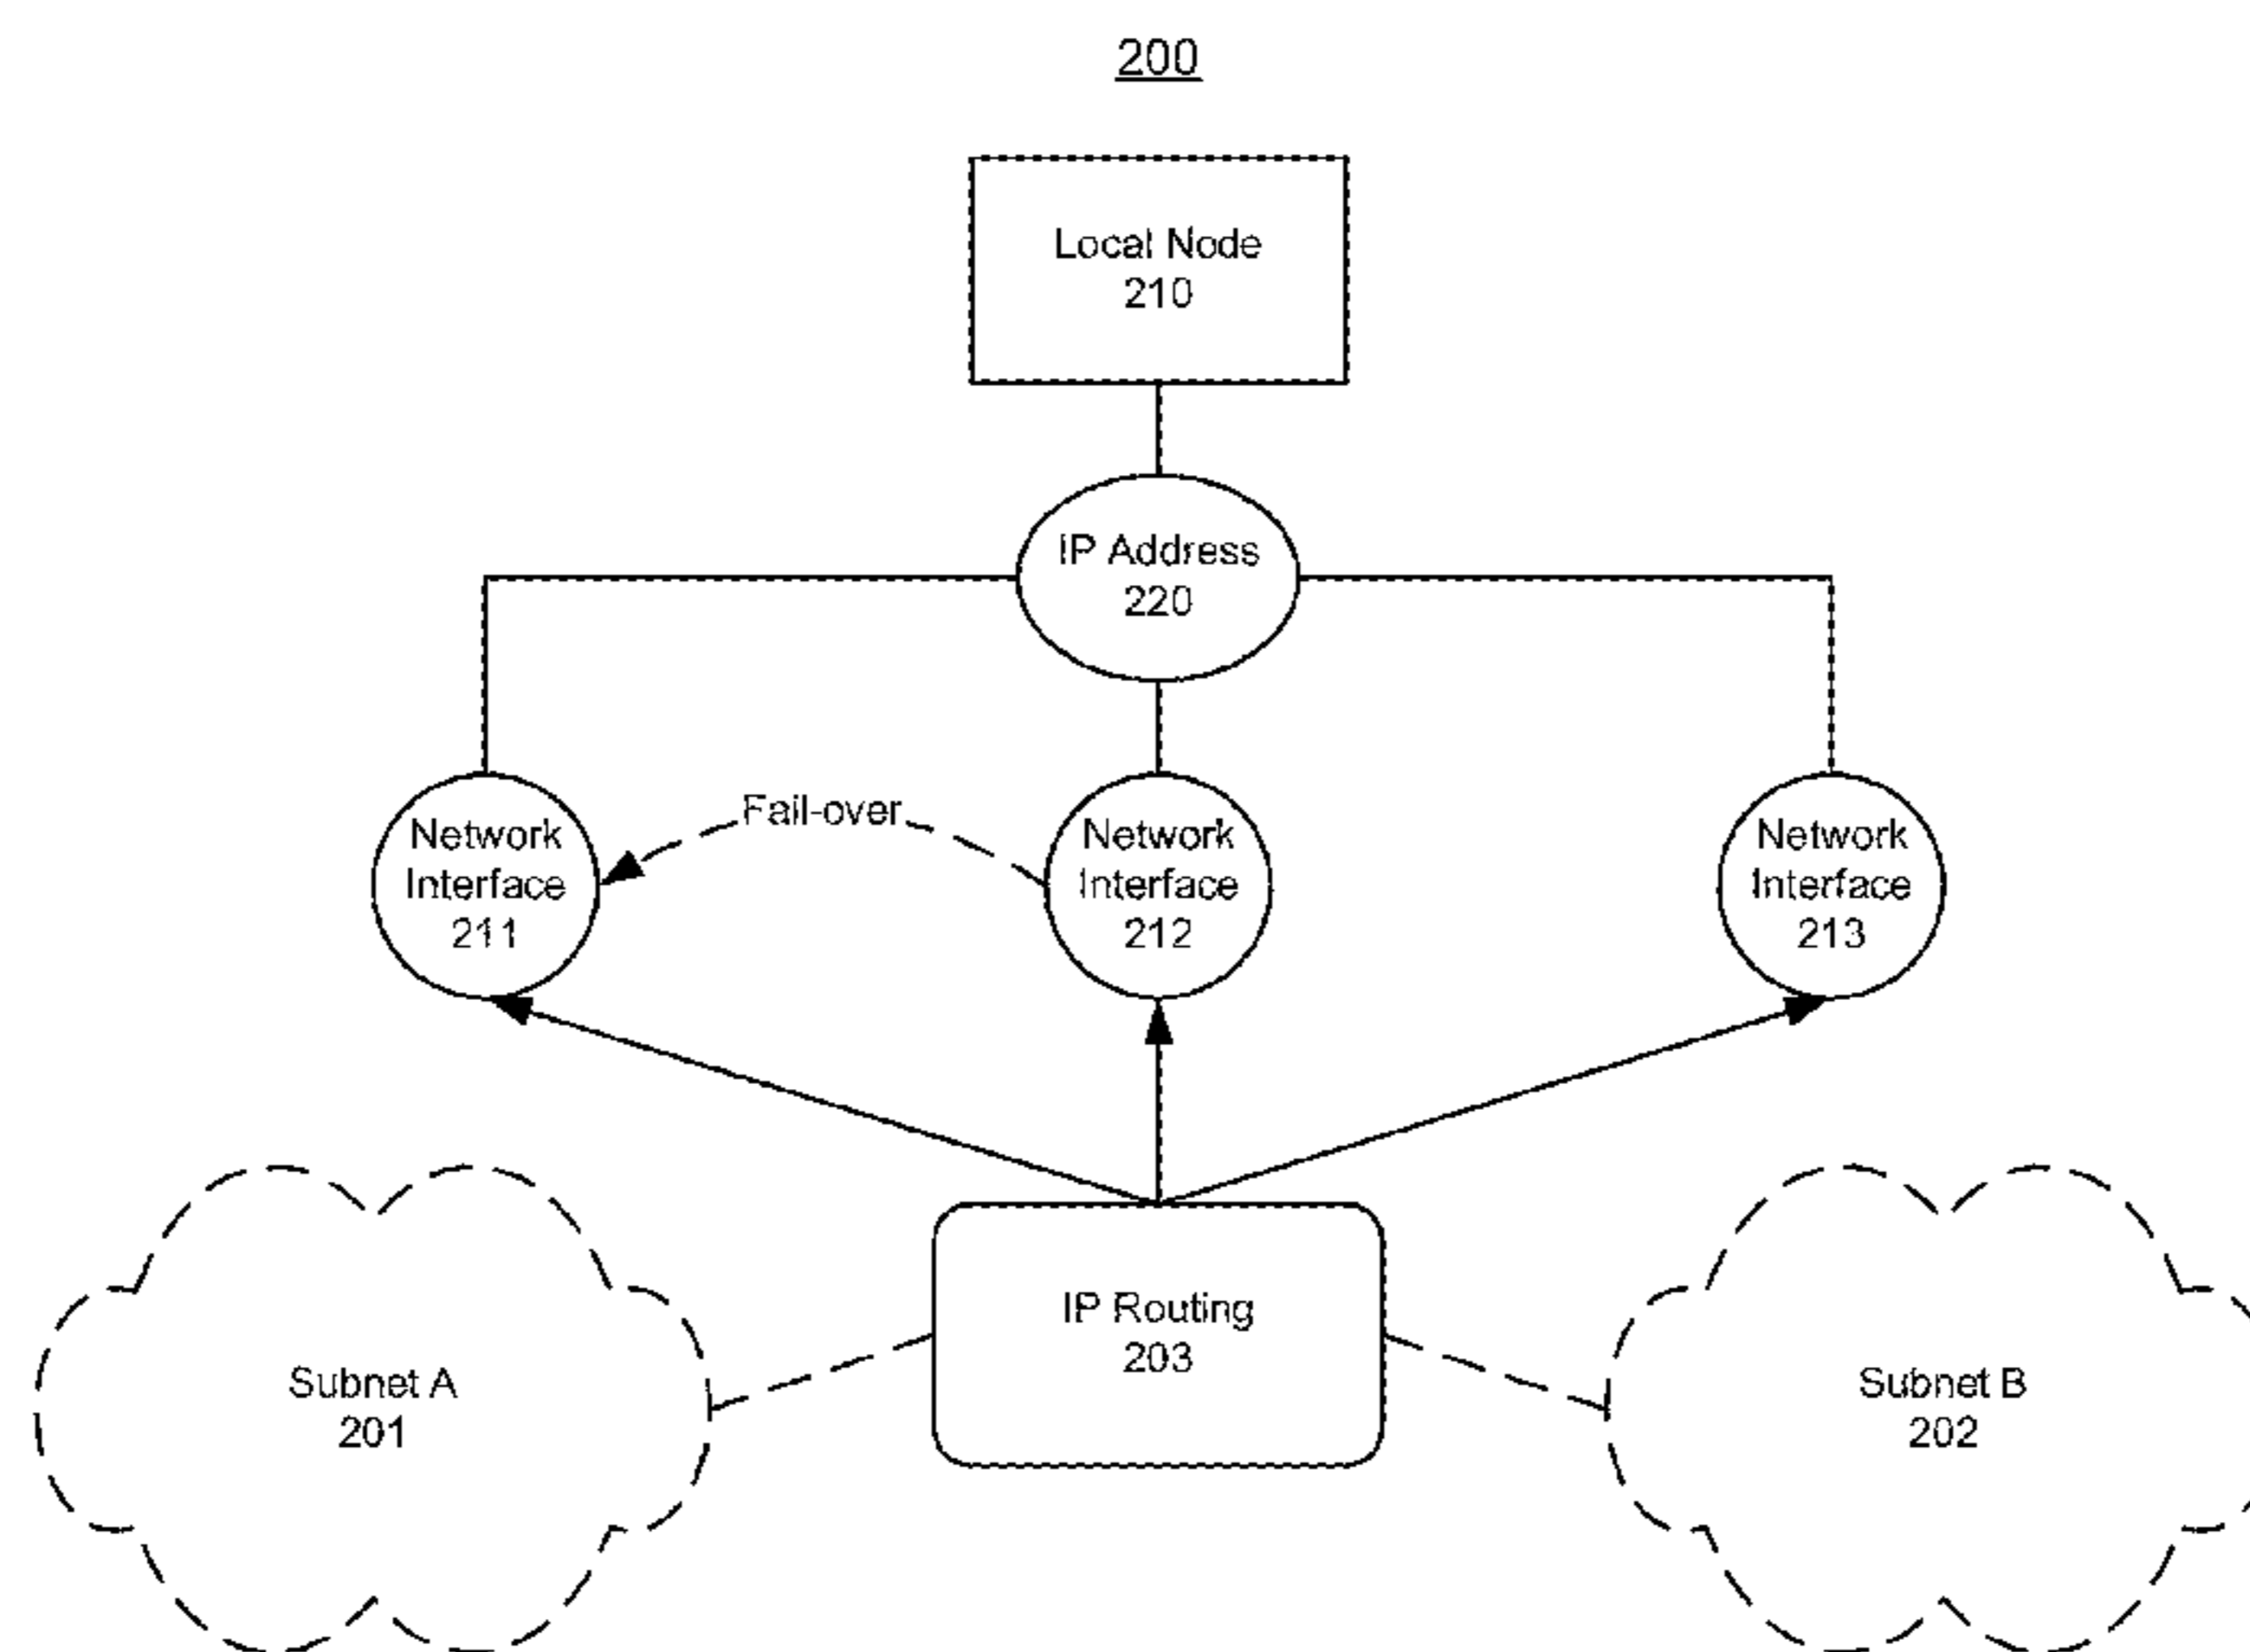 200
Local Node
210
IP Address
220
Fail-over
Network
Interface
211
Network
Interface
212
Network
Interface
213
IP Routing
203
Subnet A
201
Subnet B
202